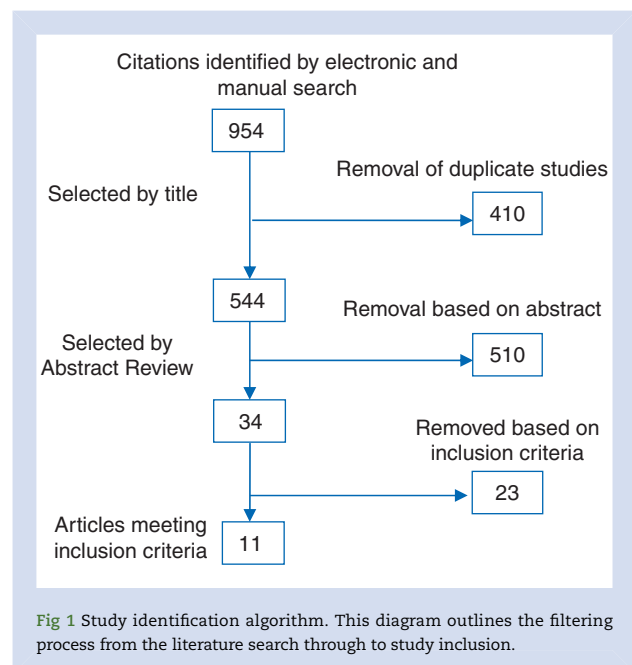 Citations identified by electronic and
manual search
954
Removal of duplicate studies
Selected by title
410
544
Removal based on abstract
Selected by
Abstract Review
510
34
Removed based on
inclusion criteria
23
Articles meeting
inclusion criteria
11
Fig 1 Study identification algorithm. This diagram outlines the filtering
process from the literature search through to study inclusion.